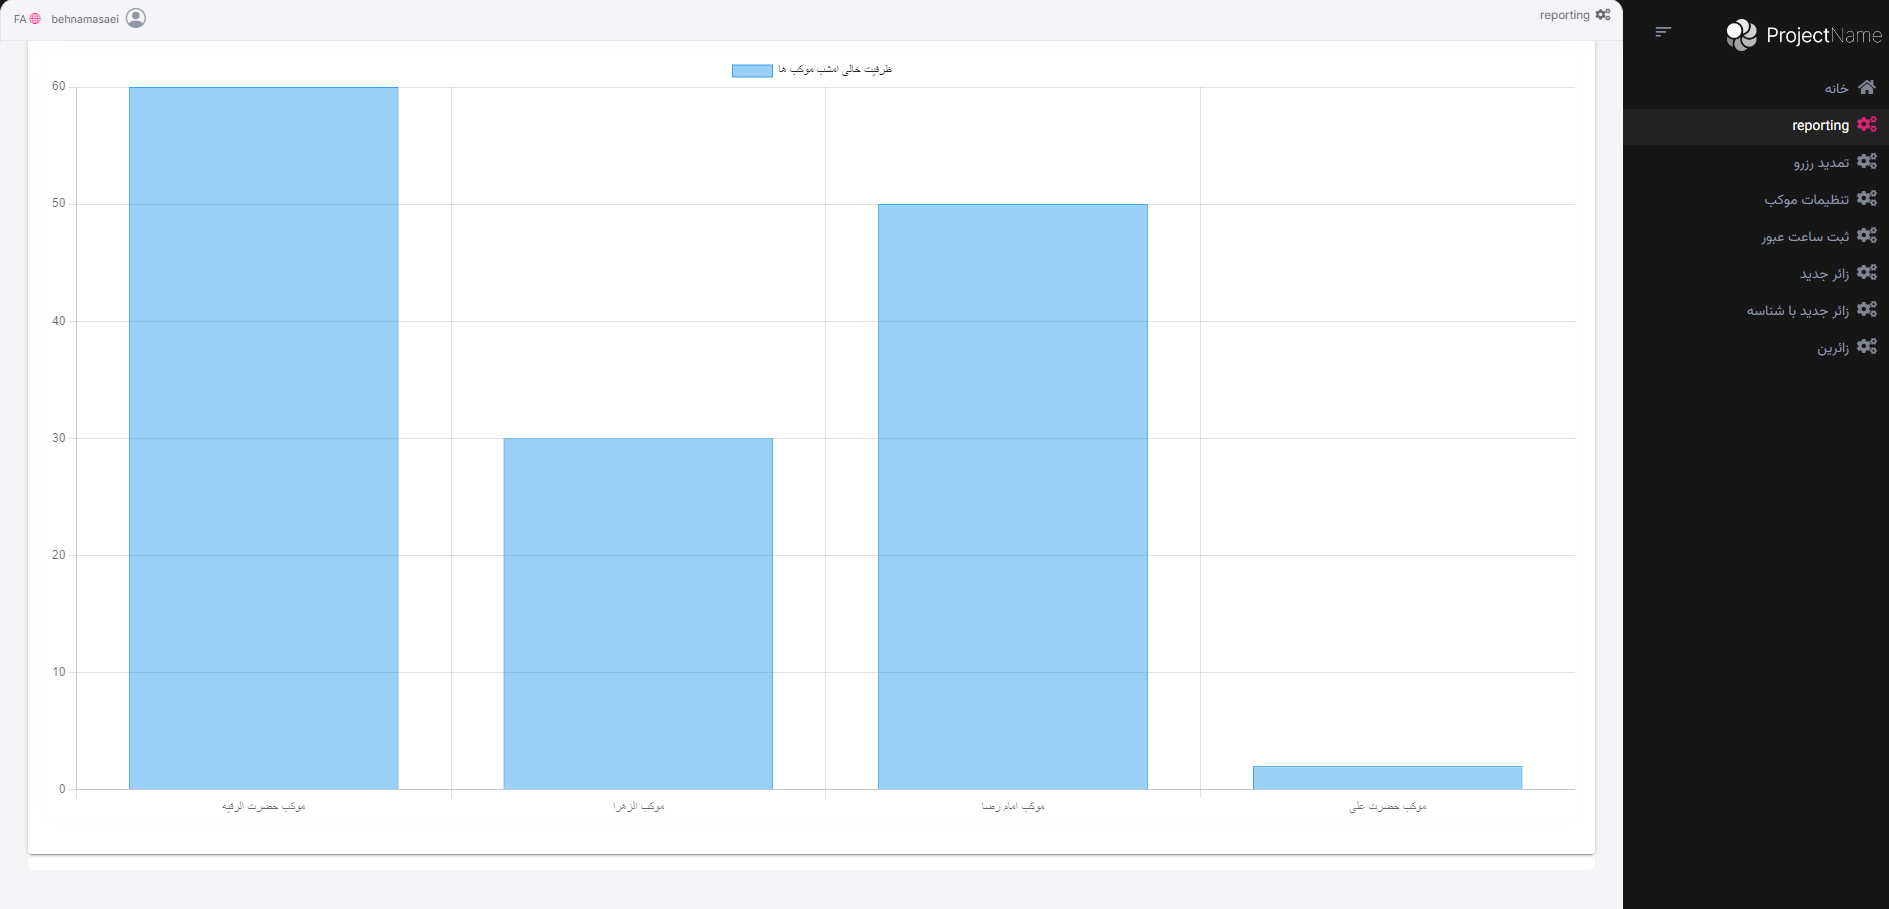 FA behnamasaei
reporting
ProjectName
خانه
reporting
تمدید رزرو
تنظیمات موکب
ثبت ساعت عبور
زائر جدید
زائر جدید با شناسه
زائرین
ظرفیت خالی امشب موکب ها
60
50
40
30
20
10
0
موکب حضرت الرقیه
موکب الزهرا
موکب امام رضا
موکب حضرت علی